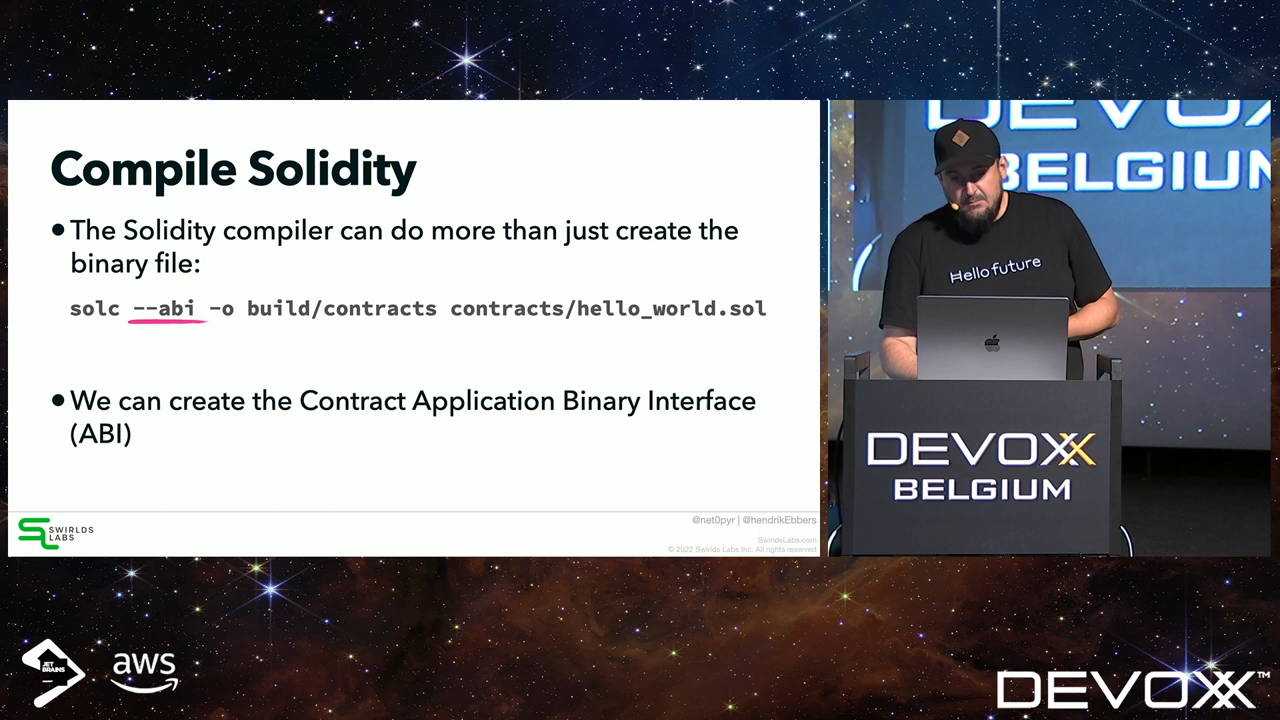 Compile Solidity
•The Solidity compiler can do more than just create the
binary file:
solc --abi -o build/contracts contracts/hello_world.sol
•We can create the Contract Application Binary Interface
(ABI)
SWIRLDS
LABS
@net0pyr | @hendrikEbbers
SwirldsLabs.com
© 2022 Swirlds Labs Inc. All rights reserved
DEVOX
BELGIUM
Hello future
DEVOXX
BELGIUM
JET
BRAINS
aws
DEVOXX™